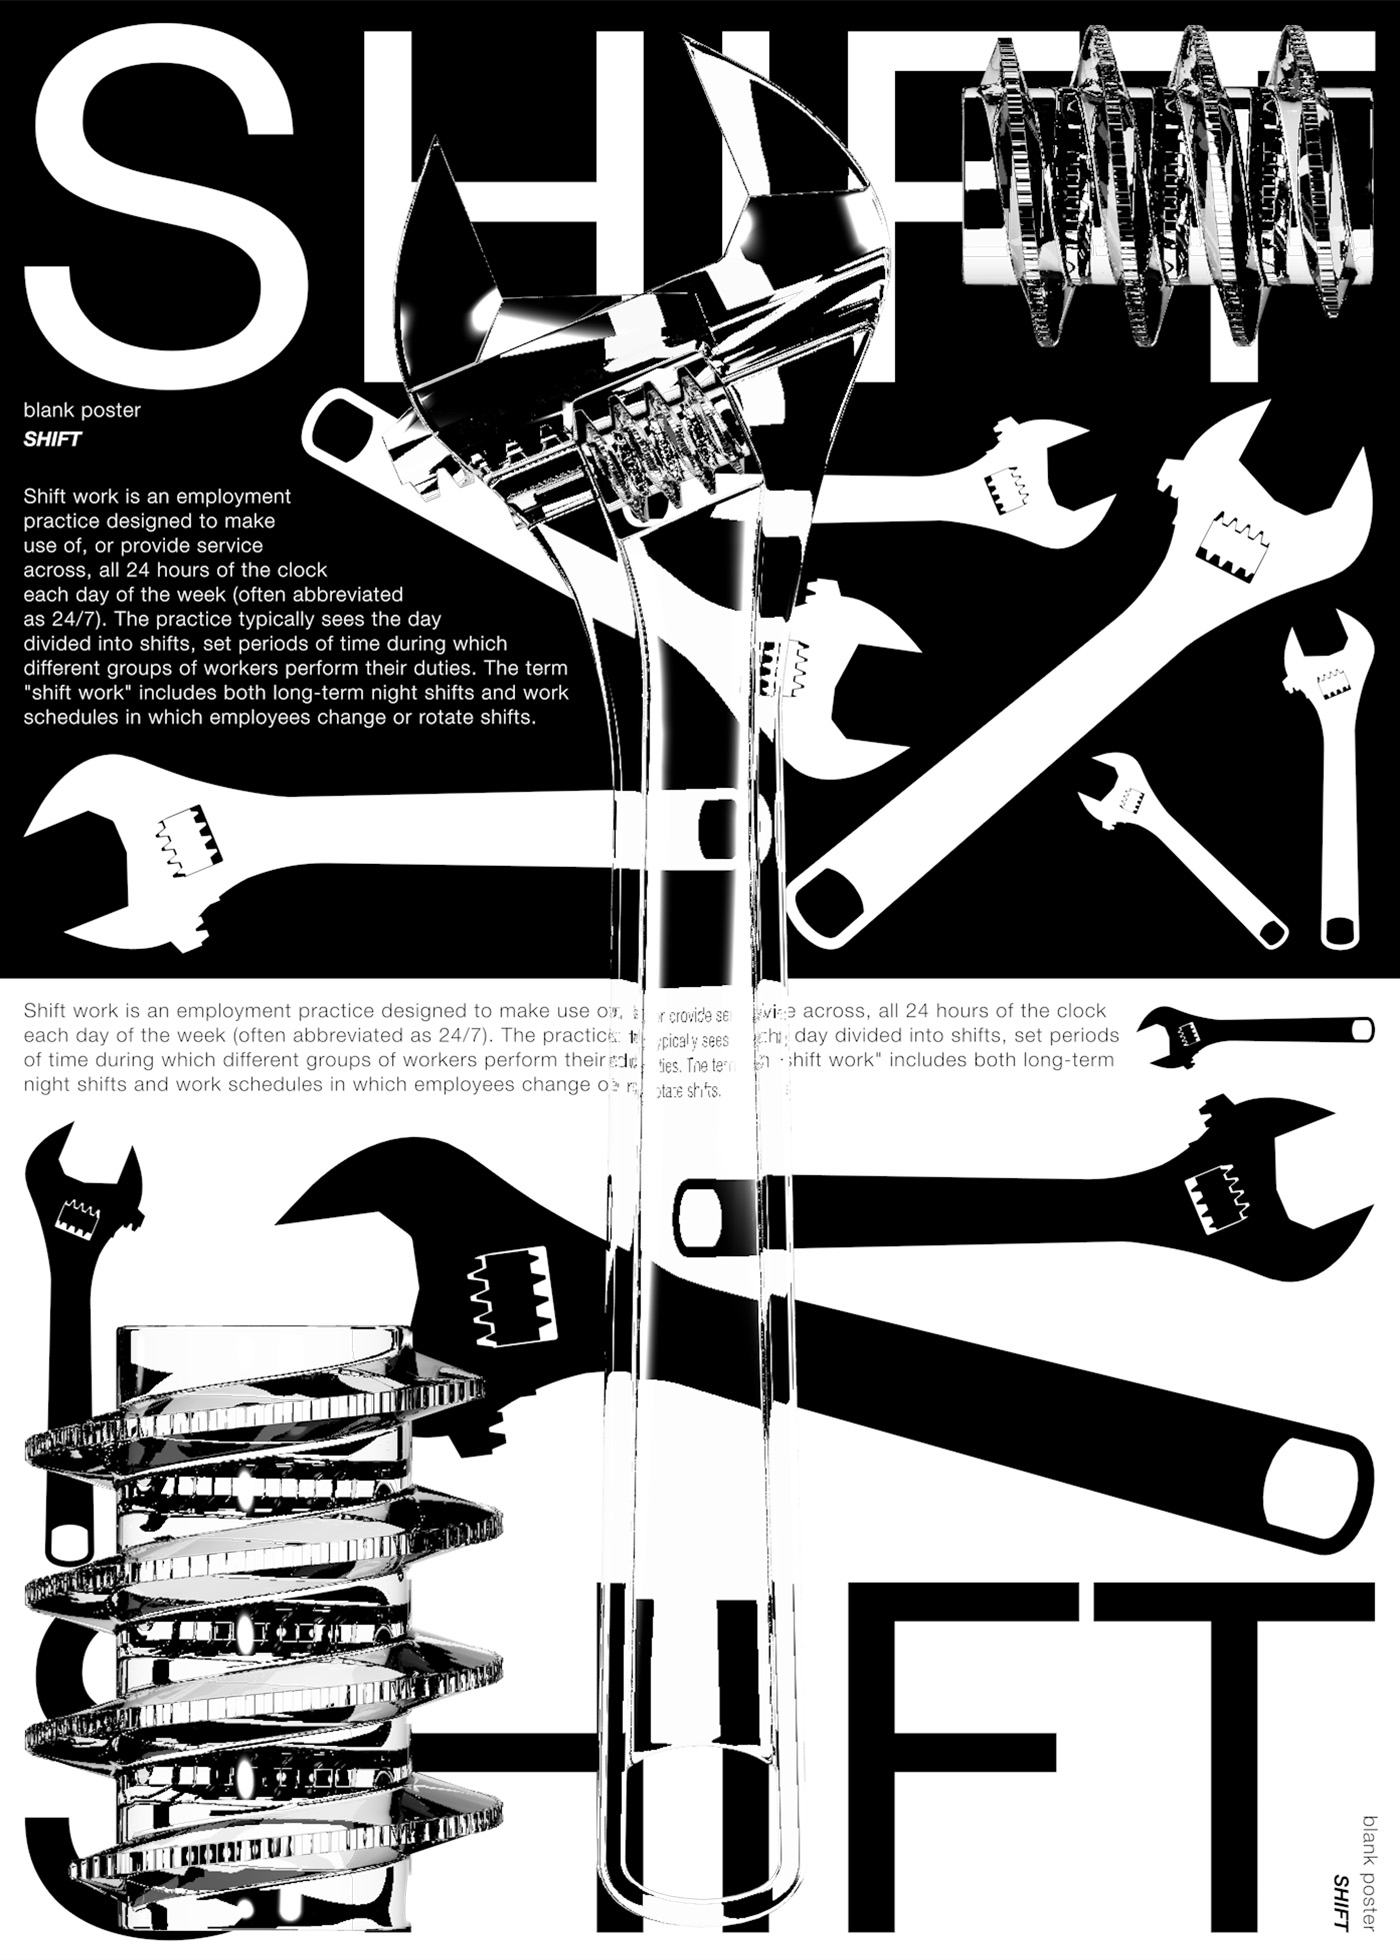 SHIFT
blank poster
SHIFT
Shift work is an employment
practice designed to make
use of, or provide service
across, all 24 hours of the clock
each day of the week (often abbreviated
as 24/7). The practice typically sees the day
divided into shifts, set periods of time during which
different groups of workers perform their duties. The term
"shift work" includes both long-term night shifts and work
schedules in which employees change or rotate shifts.
Shift work is an employment practice designed to make use of, or provide service across, all 24 hours of the clock
each day of the week (often abbreviated as 24/7). The practice typically sees the day divided into shifts, set periods
of time during which different groups of workers perform their duties. The term "shift work" includes both long-term
night shifts and work schedules in which employees change or rotate shifts.
SHIFT
blank poster
SHIFT